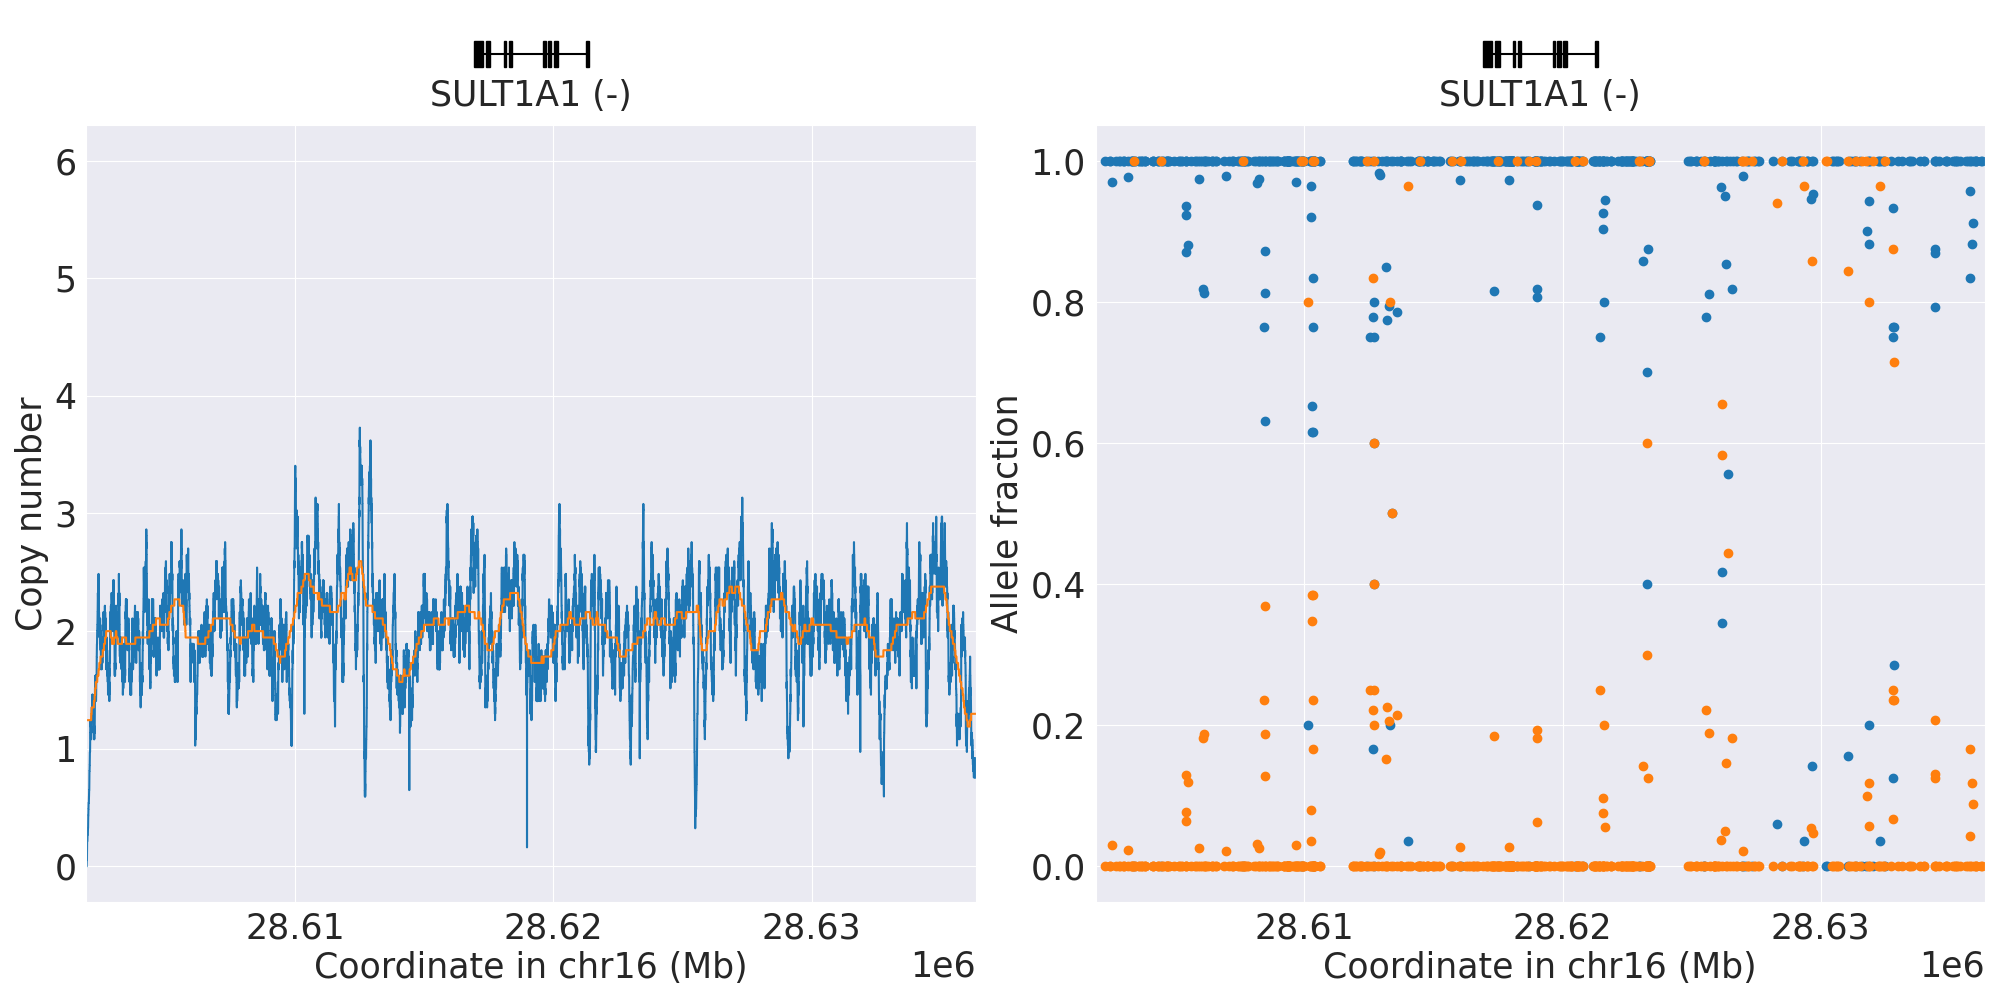 SULT1A1 (-)
Copy number
6
5
4
3
2
1
0
28.61
28.62
28.63
Coordinate in chr16 (Mb)
1e6
SULT1A1 (-)
Allele fraction
1.0
0.8
0.6
0.4
0.2
0.0
28.61
28.62
28.63
Coordinate in chr16 (Mb)
1e6